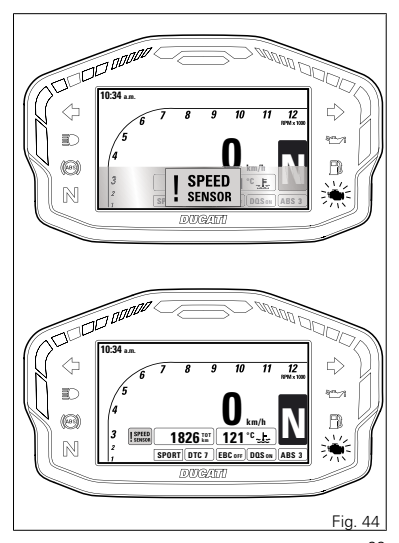 10:34 a.m.
6 7 8 9 10 11 12
RPM x 1000
5
4
3
2
1
0 km/h
N
! SPEED SENSOR
°C
SP
DQS ON ABS 3
DUCATI
ABS
N
10:34 a.m.
6 7 8 9 10 11 12
RPM x 1000
5
4
3
2
1
0 km/h
N
! SPEED SENSOR
1826 TOT km
121 °C
SPORT DTC 7 EBC OFF DQS ON ABS 3
DUCATI
ABS
N
Fig. 44